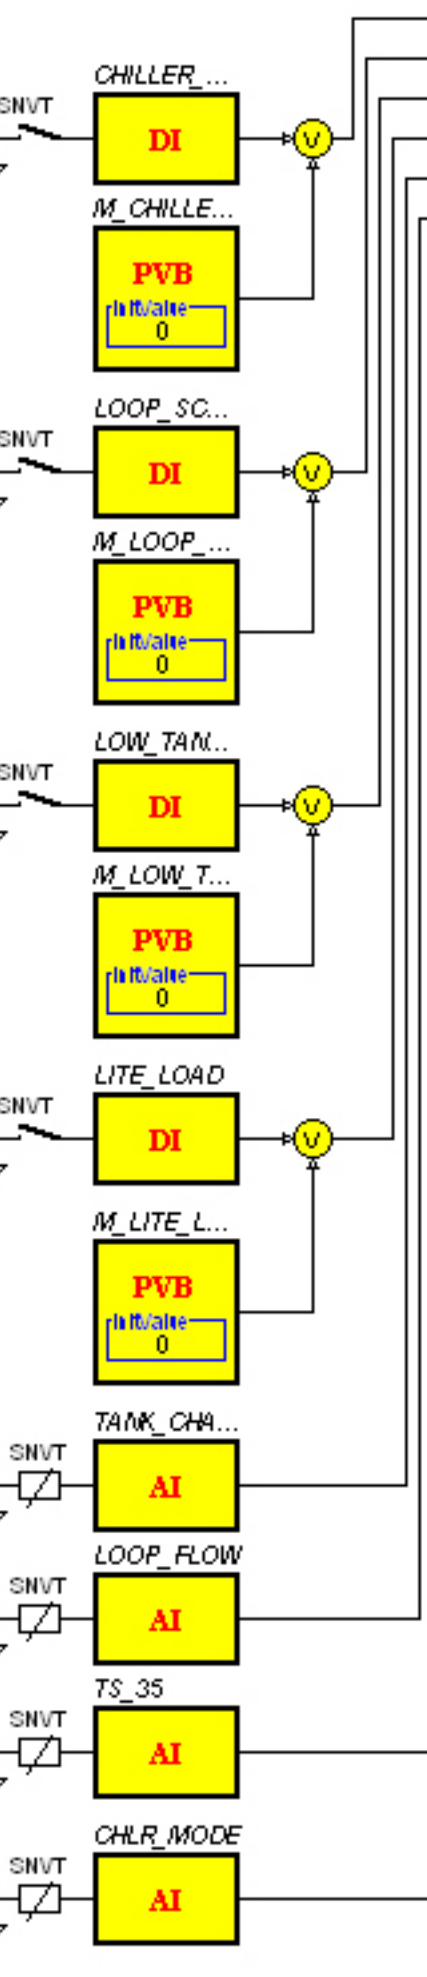 CHILLER_...
SNVT
DI
V
M_CHILLE...
PVB
InitValue
0
LOOP_SC...
SNVT
DI
V
M_LOOP_...
PVB
InitValue
0
LOW_TAN...
SNVT
DI
V
M_LOW_T...
PVB
InitValue
0
LITE_LOAD
SNVT
DI
V
M_LITE_L...
PVB
InitValue
0
TANK_CHA...
SNVT
AI
LOOP_FLOW
SNVT
AI
TS_35
SNVT
AI
CHLR_MODE
SNVT
AI